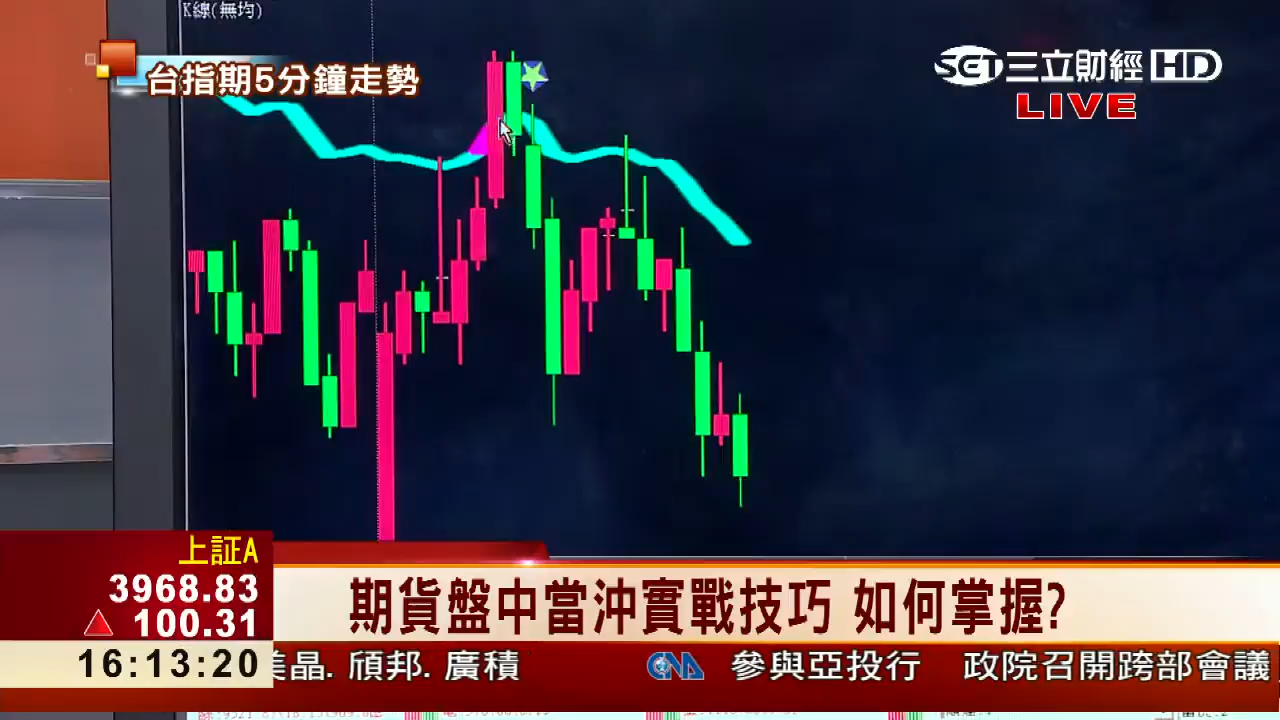 K線(無均)
台指期5分鐘走勢
SET三立財經HD
LIVE
上証A
3968.83
▲ 100.31
期貨盤中當沖實戰技巧 如何掌握?
16:13:20
美晶. 頎邦. 廣積 CNA 參與亞投行 政院召開跨部會議